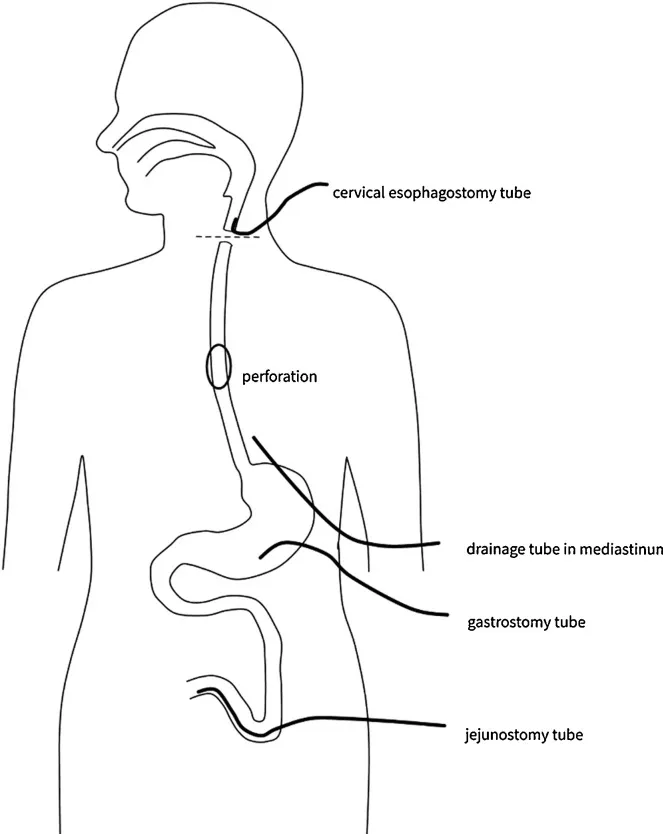 cervical esophagostomy tube
perforation
drainage tube in mediastinum
gastrostomy tube
jejunostomy tube